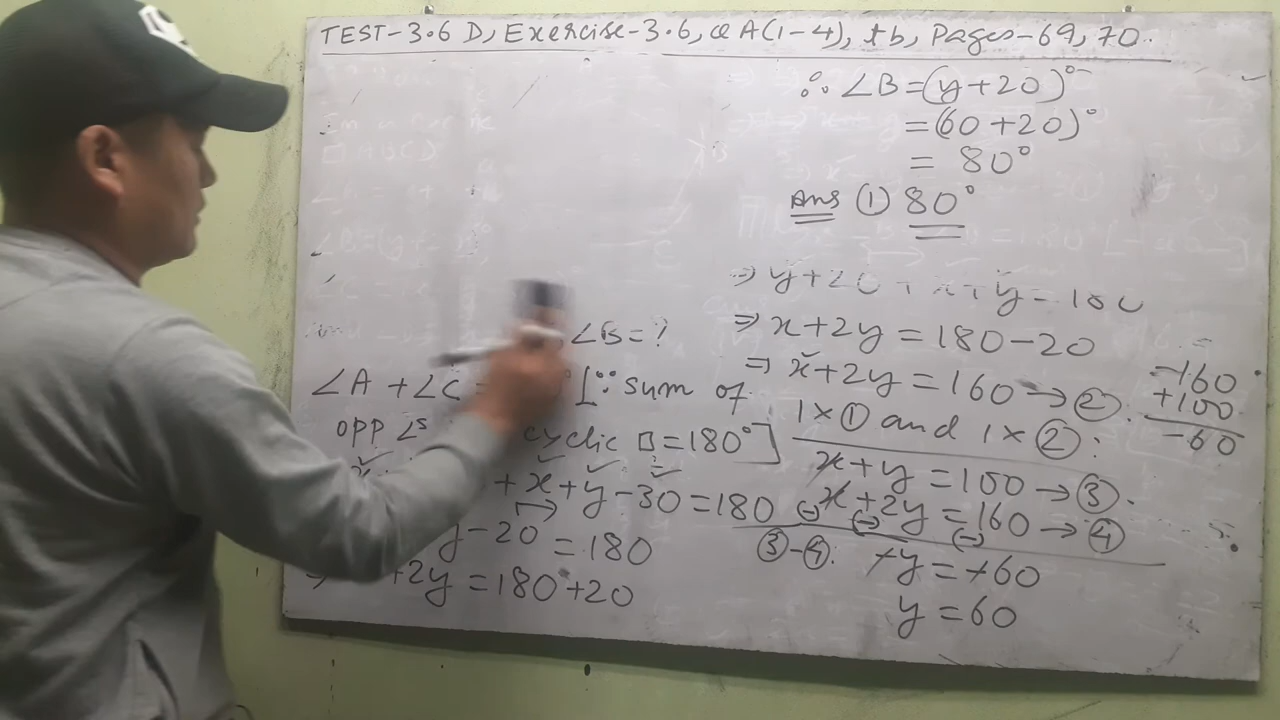 TEST-3.6 D, Exercise-3.6, Q A(1-4), tb, Pages-69, 70..
∠B=?
∠A + ∠C = [∵ sum of
opp ∠s cyclic □=180°]
+x+y-30=180
y-20 =180
+2y =180+20
∴ ∠B=(y+20)°
=(60+20)°
= 80°
Ans ① 80°
⇒ y+20 + x+y=180
⇒ x+2y =180-20
⇒ x+2y =160→②.
1×① and 1×②:
x+y =100→③.
x+2y =160→④
(-) (-) (-)
③-④: -y=-60
y =60
-160
+100
-60